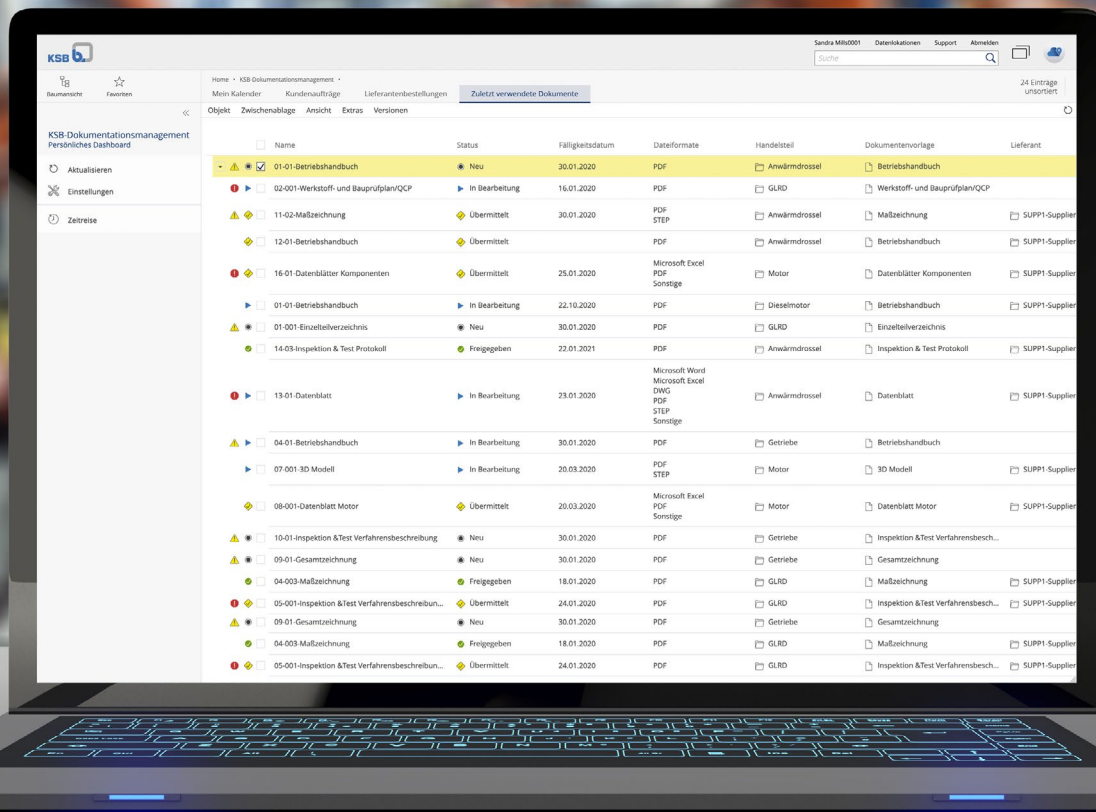 KSB b.
Sandra Mills0001 Datenlokationen Support Abmelden
Suche
Baumansicht Favoriten
Home • KSB-Dokumentationsmanagement •
24 Einträge
unsortiert
Mein Kalender Kundenaufträge Lieferantenbestellungen Zuletzt verwendete Dokumente
Objekt Zwischenablage Ansicht Extras Versionen
KSB-Dokumentationsmanagement
Persönliches Dashboard
Aktualisieren
Einstellungen
Zeitreise
Name Status Fälligkeitsdatum Dateiformate Handelsteil Dokumentenvorlage Lieferant
01-01-Betriebshandbuch Neu 30.01.2020 PDF Anwärmdrossel Betriebshandbuch
02-001-Werkstoff- und Bauprüfplan/QCP In Bearbeitung 16.01.2020 PDF GLRD Werkstoff- und Bauprüfplan/QCP
11-02-Maßzeichnung Übermittelt 30.01.2020 PDF STEP Anwärmdrossel Maßzeichnung SUPP1-Supplier
12-01-Betriebshandbuch Übermittelt PDF Anwärmdrossel Betriebshandbuch SUPP1-Supplier
16-01-Datenblätter Komponenten Übermittelt 25.01.2020 Microsoft Excel PDF Sonstige Motor Datenblätter Komponenten SUPP1-Supplier
01-01-Betriebshandbuch In Bearbeitung 22.10.2020 PDF Dieselmotor Betriebshandbuch SUPP1-Supplier
01-001-Einzelteilverzeichnis Neu 30.01.2020 PDF GLRD Einzelteilverzeichnis
14-03-Inspektion & Test Protokoll Freigegeben 22.01.2021 PDF Anwärmdrossel Inspektion & Test Protokoll SUPP1-Supplier
13-01-Datenblatt In Bearbeitung 23.01.2020 Microsoft Word Microsoft Excel DWG PDF STEP Sonstige Anwärmdrossel Datenblatt SUPP1-Supplier
04-01-Betriebshandbuch In Bearbeitung 30.01.2020 PDF Getriebe Betriebshandbuch
07-001-3D Modell In Bearbeitung 20.03.2020 PDF STEP Motor 3D Modell SUPP1-Supplier
08-001-Datenblatt Motor Übermittelt 20.03.2020 Microsoft Excel PDF Sonstige Motor Datenblatt Motor SUPP1-Supplier
10-01-Inspektion &Test Verfahrensbeschreibung Neu 30.01.2020 PDF Getriebe Inspektion &Test Verfahrensbesch...
09-01-Gesamtzeichnung Neu 30.01.2020 PDF Getriebe Gesamtzeichnung
04-003-Maßzeichnung Freigegeben 18.01.2020 PDF GLRD Maßzeichnung SUPP1-Supplier
05-001-Inspektion &Test Verfahrensbeschreibun... Übermittelt 24.01.2020 PDF GLRD Inspektion &Test Verfahrensbesch... SUPP1-Supplier
09-01-Gesamtzeichnung Neu 30.01.2020 PDF Getriebe Gesamtzeichnung
04-003-Maßzeichnung Freigegeben 18.01.2020 PDF GLRD Maßzeichnung SUPP1-Supplier
05-001-Inspektion &Test Verfahrensbeschreibun... Übermittelt 24.01.2020 PDF GLRD Inspektion &Test Verfahrensbesch... SUPP1-Supplier